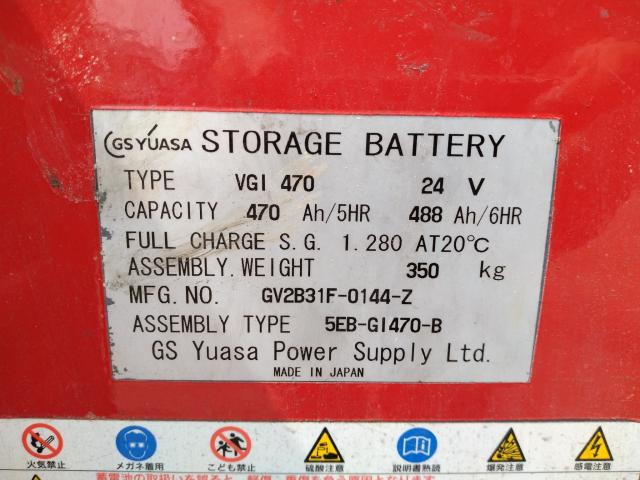 GS YUASA STORAGE BATTERY
TYPE VGI 470 24 V
CAPACITY 470 Ah/5HR 488 Ah/6HR
FULL CHARGE S.G. 1.280 AT20℃
ASSEMBLY.WEIGHT 350 kg
MFG.NO. GV2B31F-0144-Z
ASSEMBLY TYPE 5EB-GI470-B
GS Yuasa Power Supply Ltd.
MADE IN JAPAN
火気禁止 メガネ着用 こども禁止 硫酸注意 説明書熟読 爆発注意 感電注意